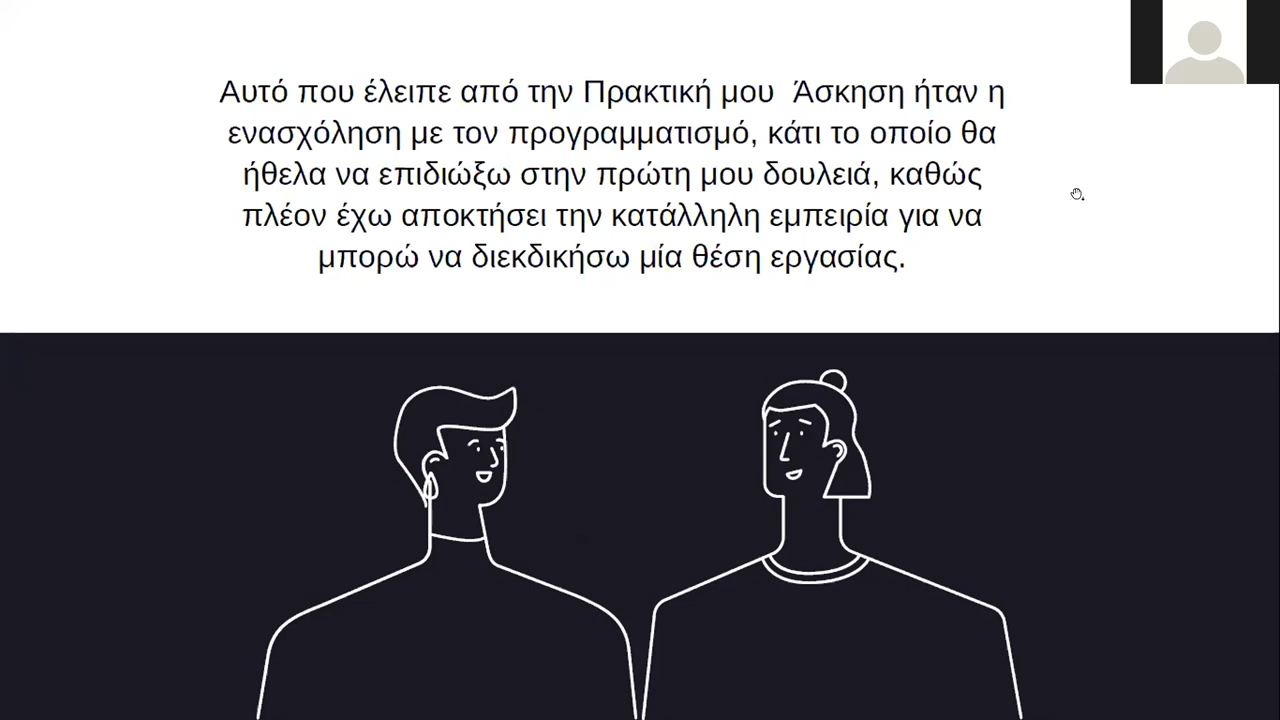 Αυτό που έλειπε από την Πρακτική μου  Άσκηση ήταν η
ενασχόληση με τον προγραμματισμό, κάτι το οποίο θα
ήθελα να επιδιώξω στην πρώτη μου δουλειά, καθώς
πλέον έχω αποκτήσει την κατάλληλη εμπειρία για να
μπορώ να διεκδικήσω μία θέση εργασίας.